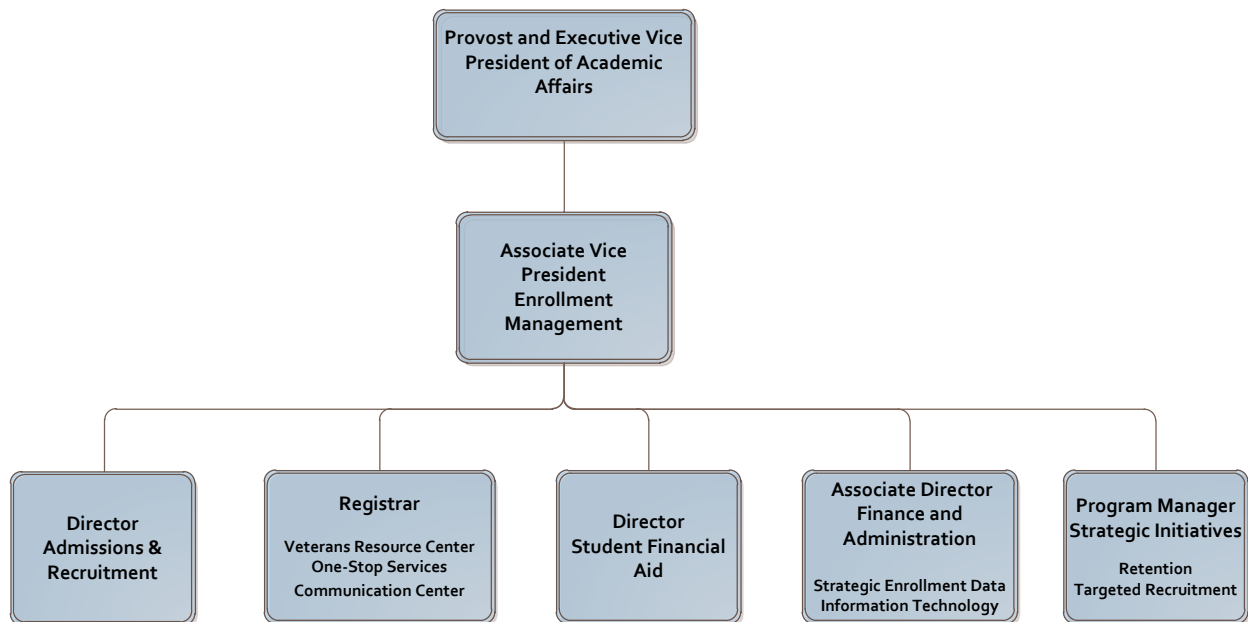 Provost and Executive Vice
President of Academic
Affairs
Associate Vice
President
Enrollment
Management
Director
Admissions &
Recruitment
Registrar
Veterans Resource Center
One-Stop Services
Communication Center
Director
Student Financial
Aid
Associate Director
Finance and
Administration
Strategic Enrollment Data
Information Technology
Program Manager
Strategic Initiatives
Retention
Targeted Recruitment